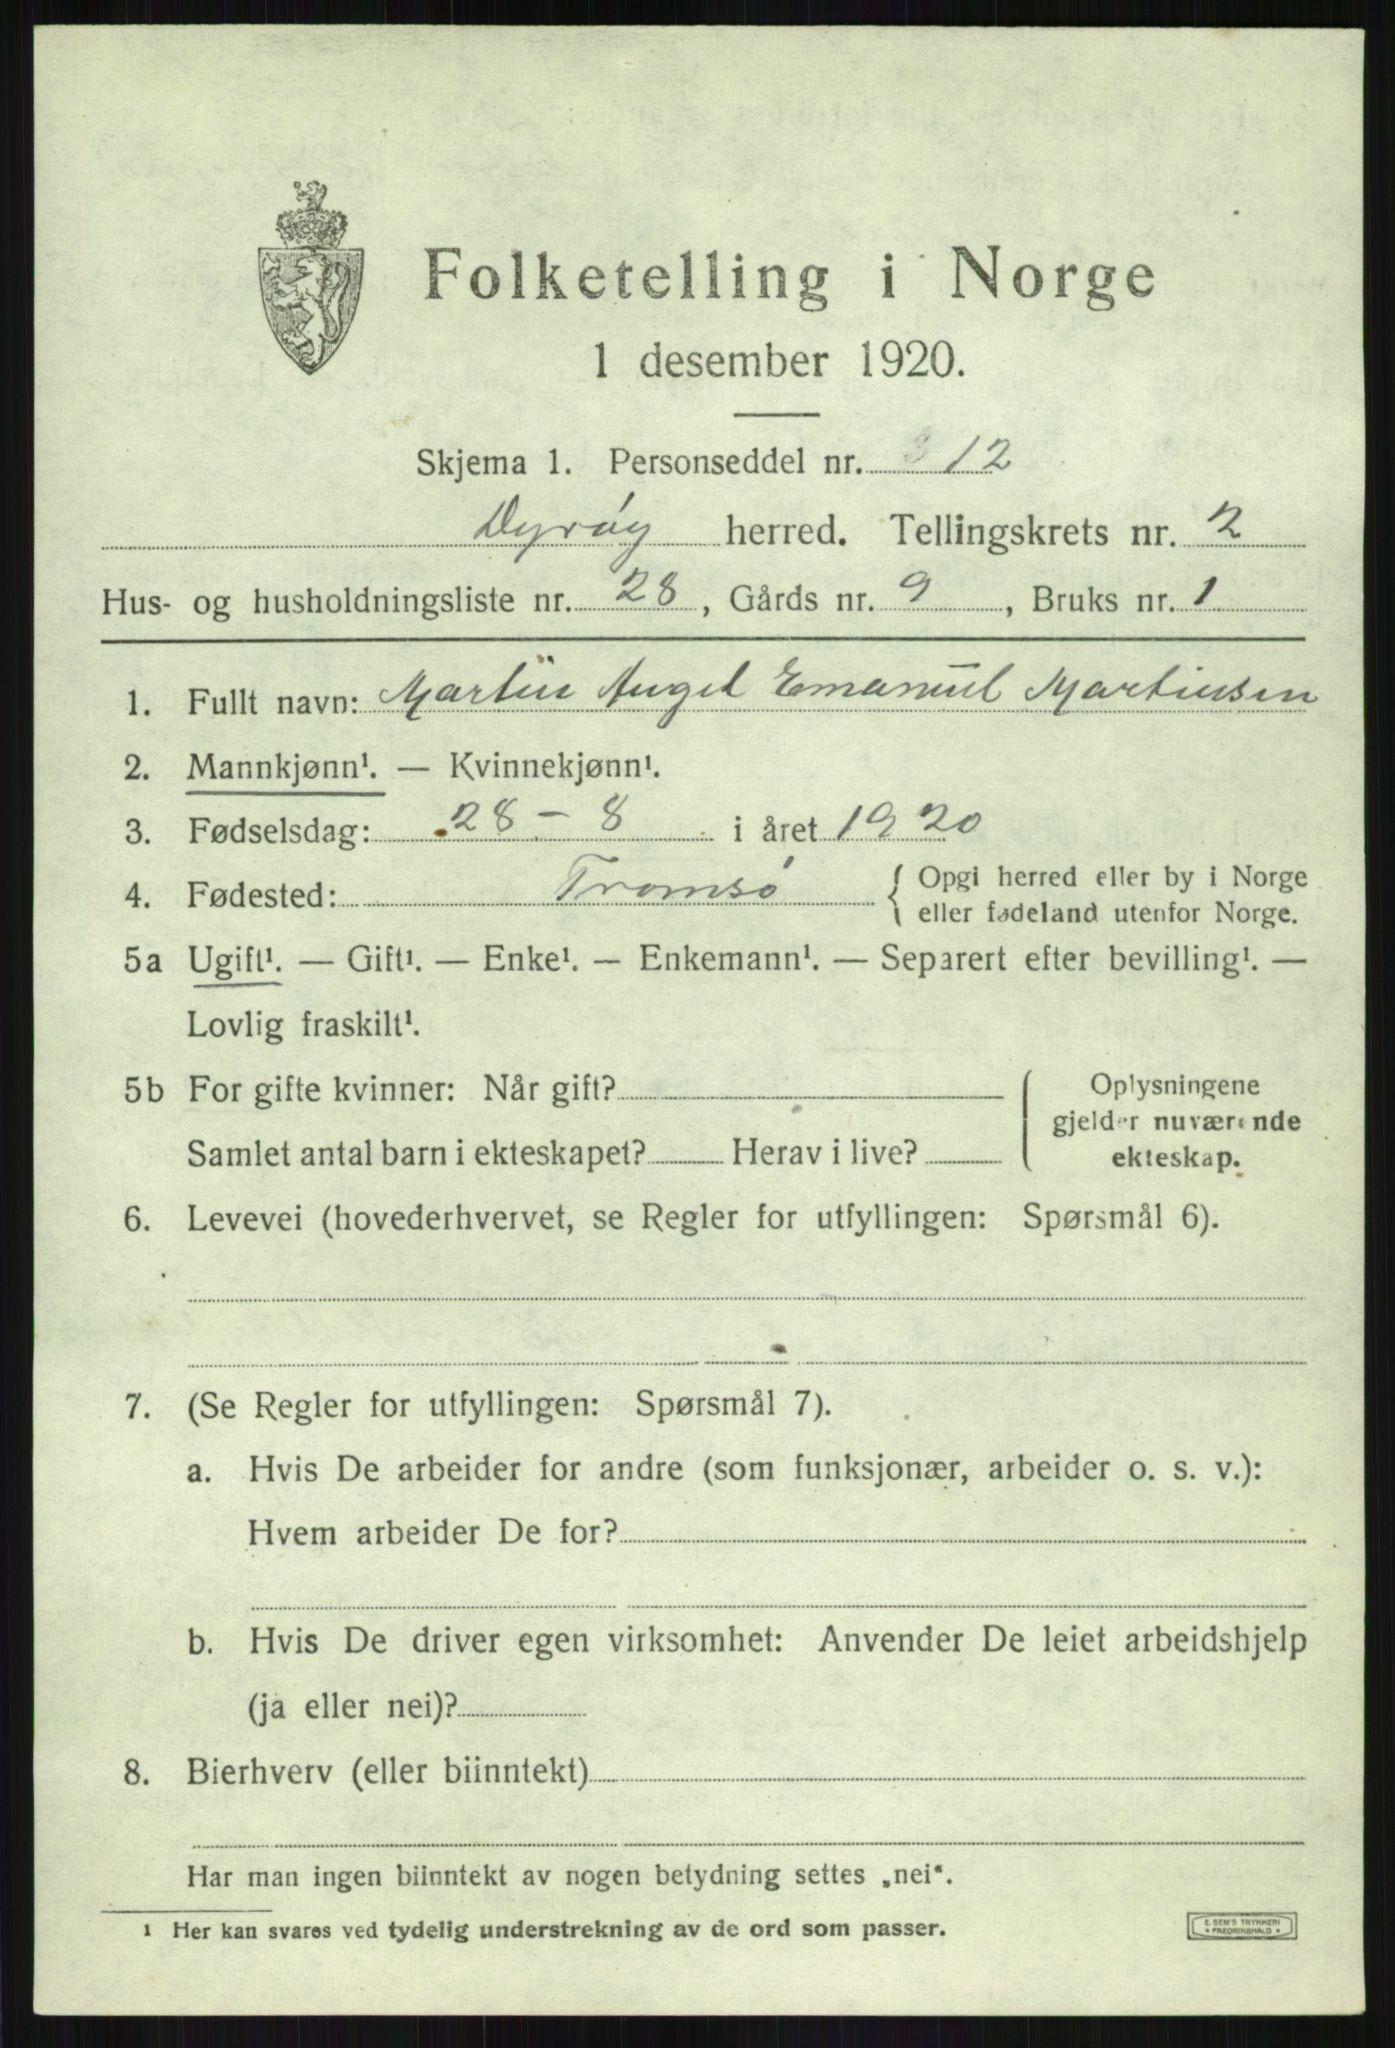 Folketelling i Norge
1 desember 1920.
Skjema 1. Personseddel nr. 12
Dyrøy herred. Tellingskrets nr. 2
Hus- og husholdningsliste nr. 28, Gårds nr. 9, Bruks nr. 1
1. Fullt navn: Martin Angel Emanuel Martinsen
2. Mannkjønn¹. — Kvinnekjønn¹.
3. Fødselsdag: 28 – 8 i året 1920
4. Fødested: Tromsø { Opgi herred eller by i Norge
eller fødeland utenfor Norge.
5a Ugift¹. — Gift¹. — Enke¹. — Enkemann¹. — Separert efter bevilling¹. —
Lovlig fraskilt¹.
5b For gifte kvinner: Når gift?
Samlet antal barn i ekteskapet? Herav i live?
( Oplysningene
gjelder nuværende
ekteskap.
6. Levevei (hovederhvervet, se Regler for utfyllingen: Spørsmål 6).
7. (Se Regler for utfyllingen: Spørsmål 7).
a. Hvis De arbeider for andre (som funksjonær, arbeider o. s. v.):
Hvem arbeider De for?
b. Hvis De driver egen virksomhet: Anvender De leiet arbeidshjelp
(ja eller nei)?
8. Bierhverv (eller biinntekt)
Har man ingen biinntekt av nogen betydning settes „nei“.
¹ Her kan svares ved tydelig understrekning av de ord som passer.
E. SEM'S TRYKKERI
• FREDRIKSHALD •